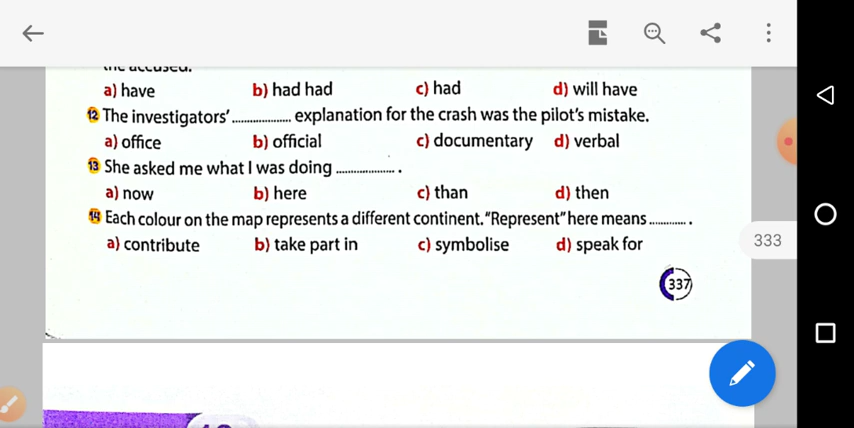 the accused.
a) have b) had had c) had d) will have
12 The investigators' .................. explanation for the crash was the pilot's mistake.
a) office b) official c) documentary d) verbal
13 She asked me what I was doing .................. .
a) now b) here c) than d) then
14 Each colour on the map represents a different continent. "Represent" here means ............ .
a) contribute b) take part in c) symbolise d) speak for
333
337